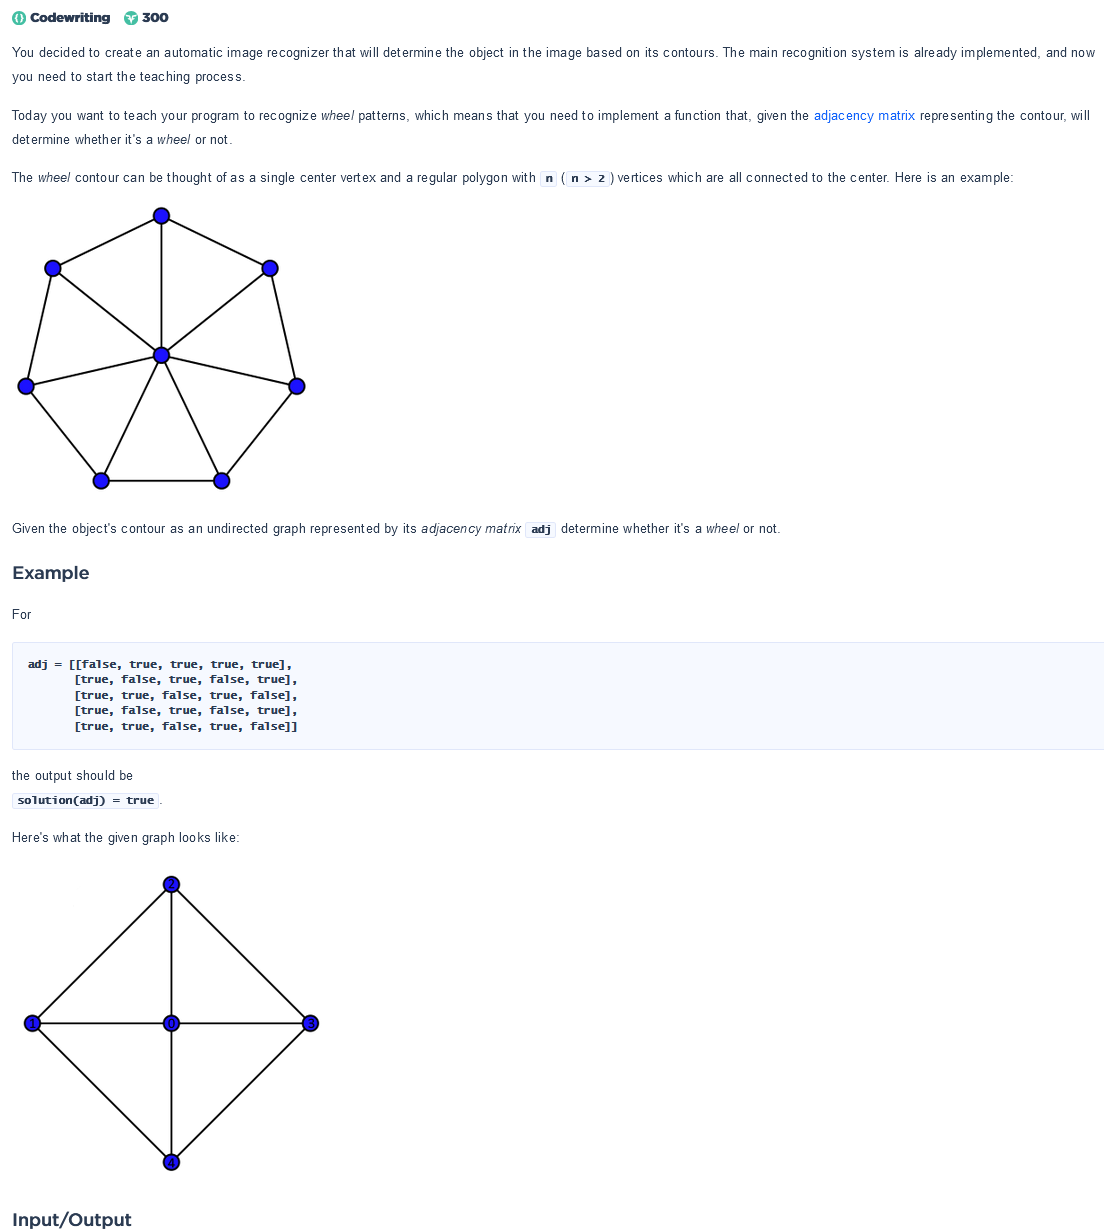 Codewriting 300
You decided to create an automatic image recognizer that will determine the object in the image based on its contours. The main recognition system is already implemented, and now
you need to start the teaching process.
Today you want to teach your program to recognize wheel patterns, which means that you need to implement a function that, given the adjacency matrix representing the contour, will
determine whether it's a wheel or not.
The wheel contour can be thought of as a single center vertex and a regular polygon with n ( n > 2 ) vertices which are all connected to the center. Here is an example:
Given the object's contour as an undirected graph represented by its adjacency matrix adj determine whether it's a wheel or not.
Example
For
adj = [[false, true, true, true, true],
[true, false, true, false, true],
[true, true, false, true, false],
[true, false, true, false, true],
[true, true, false, true, false]]
the output should be
solution(adj) = true.
Here's what the given graph looks like:
2
1 0 3
4
Input/Output